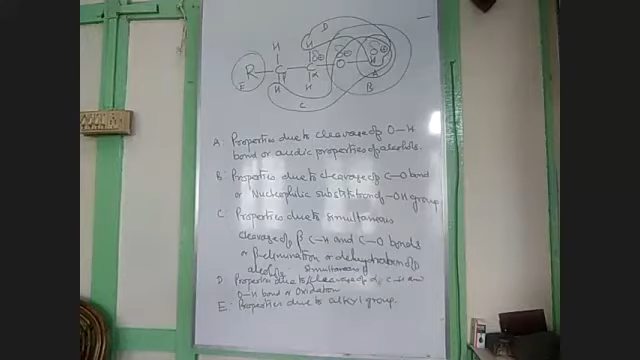 D
H H δ⊕ δ⊖ δ⊕
R C C O H
E β α A
H H B
C
A. Properties due to cleavage of O-H
bond or acidic properties of alcohols.
B. Properties due to cleavage of C-O bond
or Nucleophilic substitution of -OH group
C Properties due to simultaneous
cleavage of β C-H and C-O bonds
or β-elimination or dehydration of
alcohols
D. Properties due to simultaneous cleavage of α C-H and
O-H bond or Oxidation
E. Properties due to alkyl group.